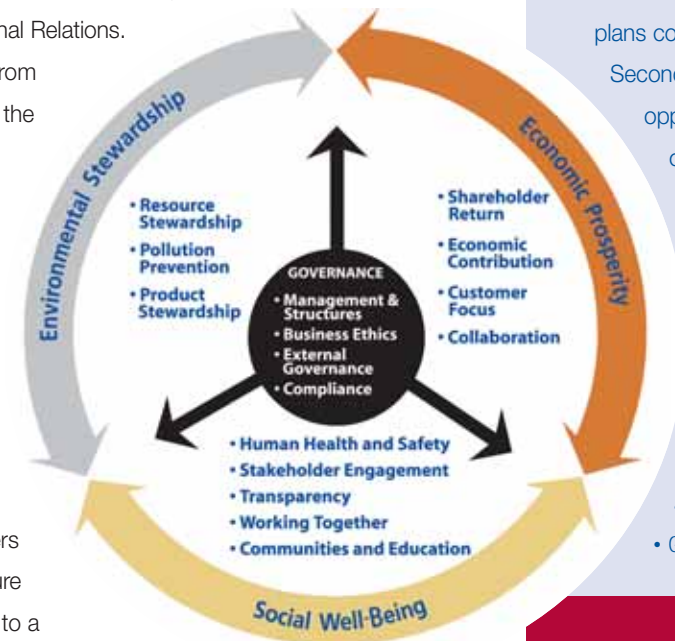 nal Relations.
rom
the
ers
ure
to a
Environmental Stewardship
• Resource
Stewardship
• Pollution
Prevention
• Product
Stewardship
Economic Prosperity
• Shareholder
Return
• Economic
Contribution
• Customer
Focus
• Collaboration
GOVERNANCE
• Management &
Structures
• Business Ethics
• External
Governance
• Compliance
• Human Health and Safety
• Stakeholder Engagement
• Transparency
• Working Together
• Communities and Education
Social Well-Being
plans co
Second
opp